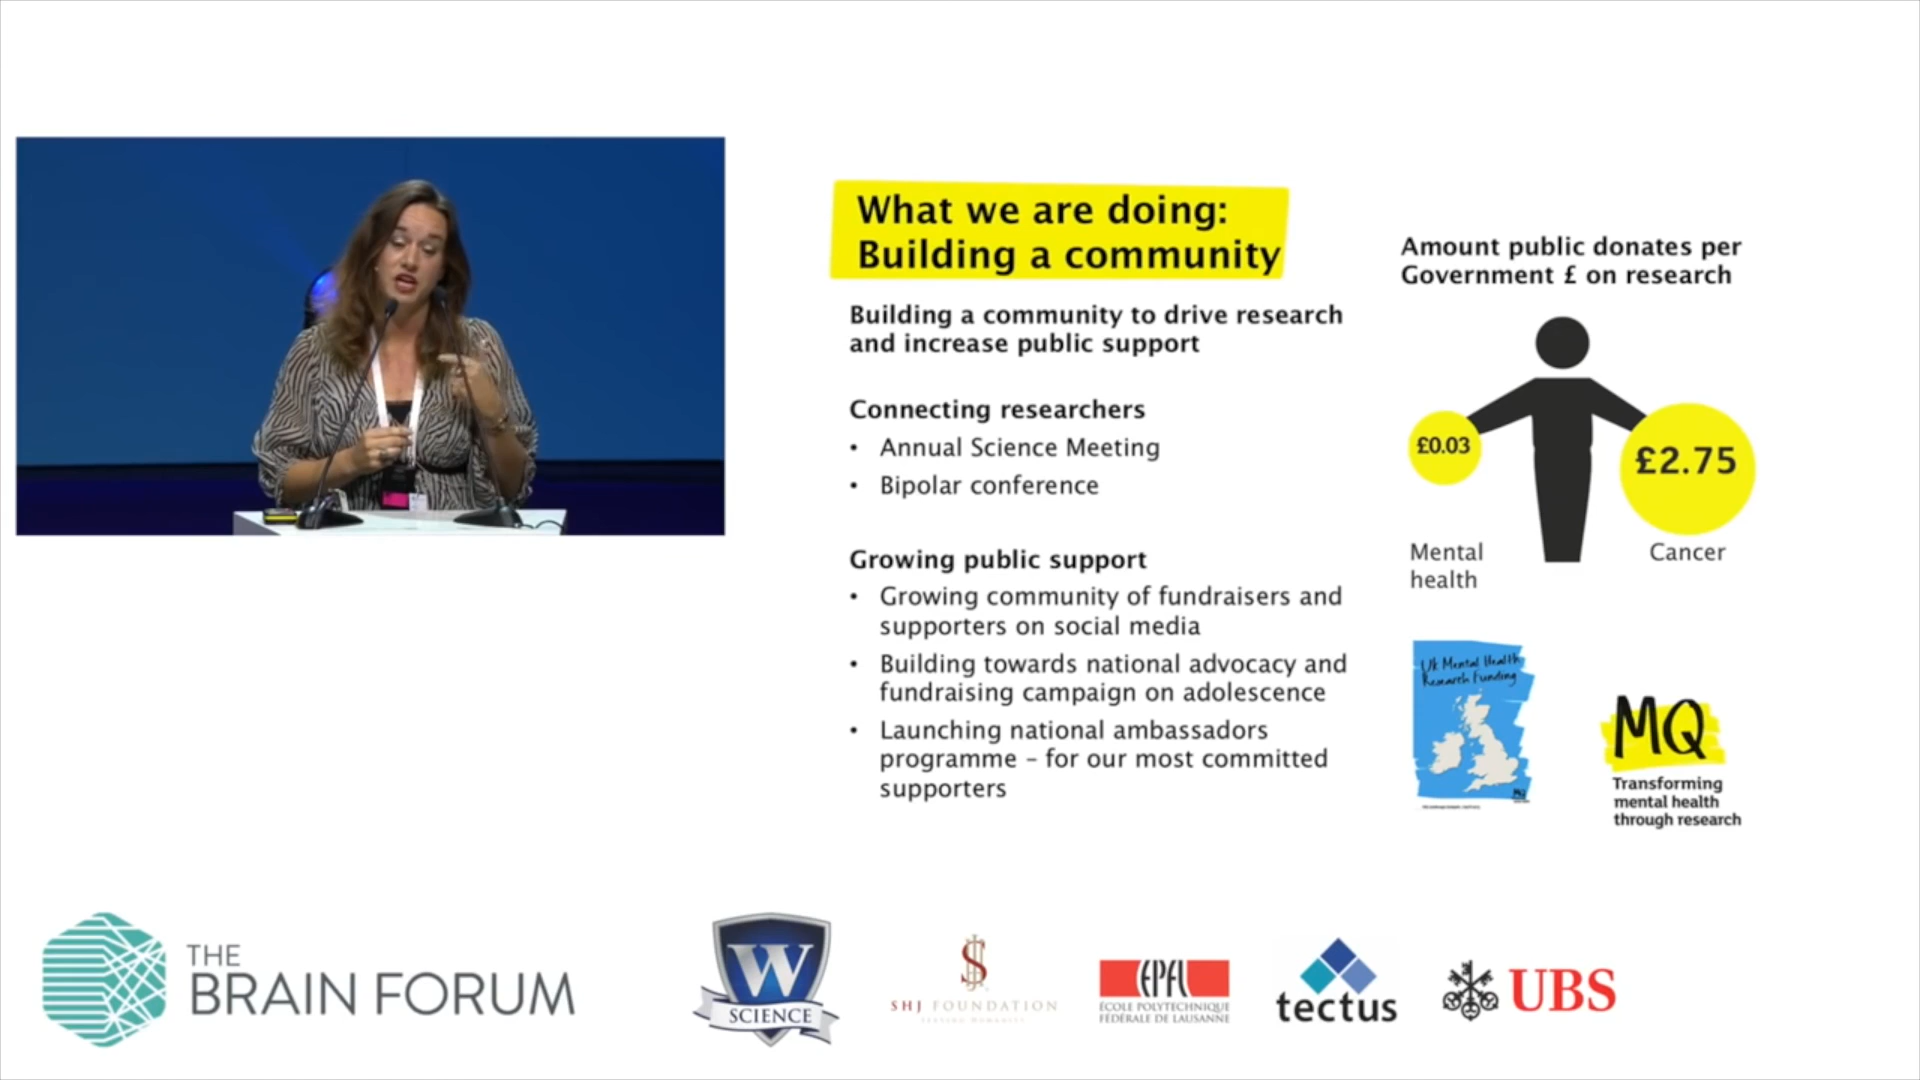 What we are doing:
Building a community
Building a community to drive research
and increase public support
Connecting researchers
• Annual Science Meeting
• Bipolar conference
Growing public support
• Growing community of fundraisers and
supporters on social media
• Building towards national advocacy and
fundraising campaign on adolescence
• Launching national ambassadors
programme – for our most committed
supporters
Amount public donates per
Government £ on research
£0.03
£2.75
Mental
health
Cancer
UK Mental Health
Research Funding
MQ
MQ
Transforming
mental health
through research
THE
BRAIN FORUM
W
SCIENCE
SHJ FOUNDATION
EPFL
ÉCOLE POLYTECHNIQUE
FÉDÉRALE DE LAUSANNE
tectus
UBS